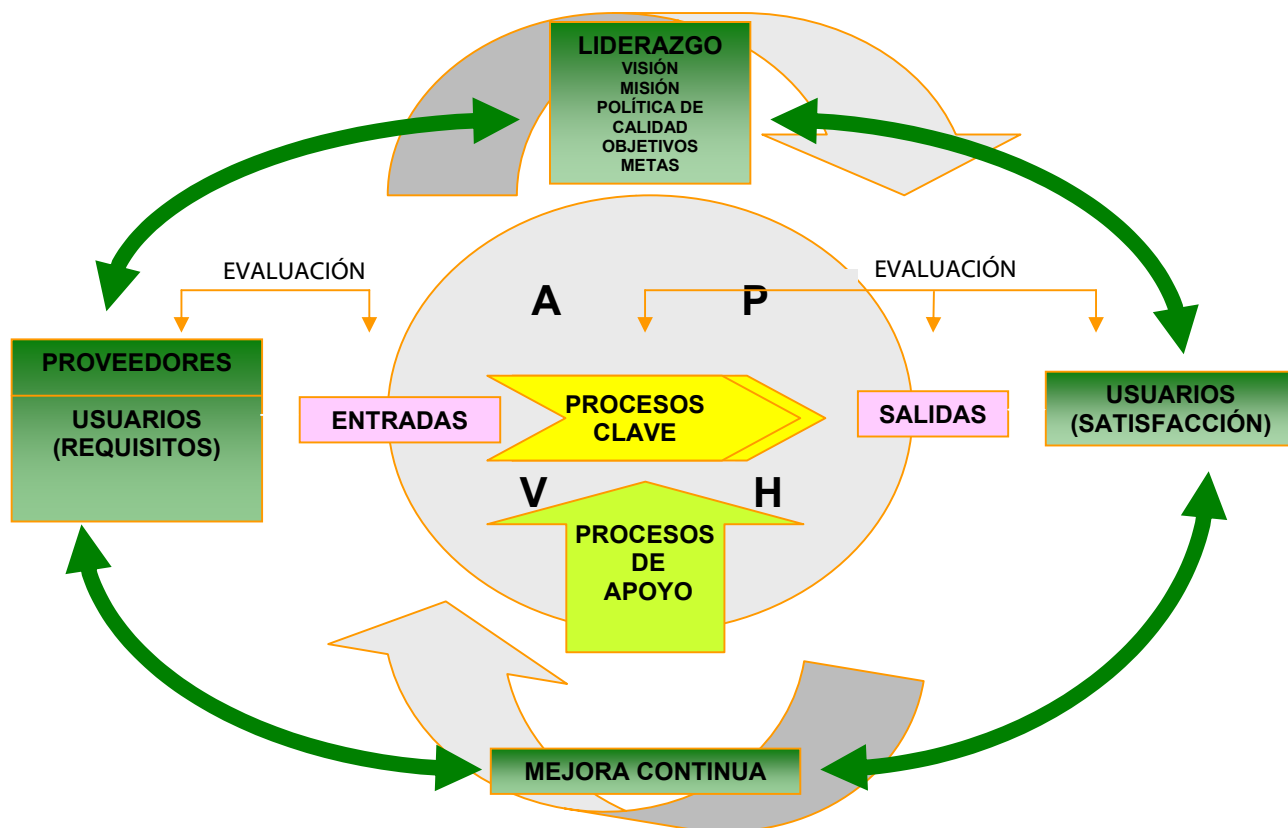 LIDERAZGO
VISIÓN
MISIÓN
POLÍTICA DE
CALIDAD
OBJETIVOS
METAS
EVALUACIÓN
EVALUACIÓN
A
P
PROVEEDORES
USUARIOS
(REQUISITOS)
ENTRADAS
PROCESOS
CLAVE
SALIDAS
USUARIOS
(SATISFACCIÓN)
V
H
PROCESOS
DE
APOYO
MEJORA CONTINUA